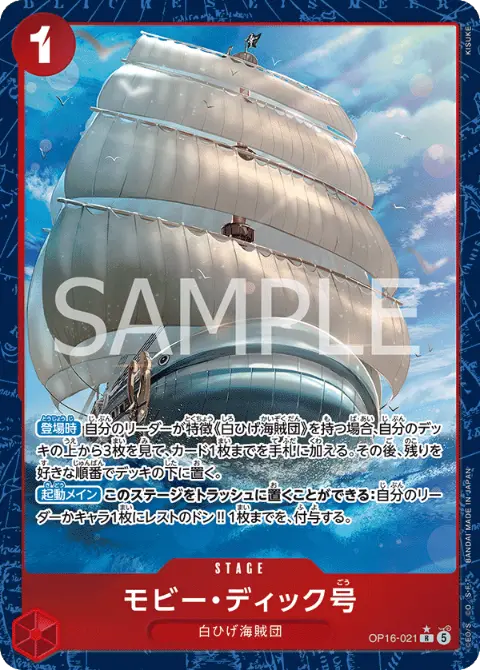 1
KISUKE
SAMPLE
登場時 自分のリーダーが特徴《白ひげ海賊団》を持つ場合、自分のデッ
キの上から3枚を見て、カード1枚までを手札に加える。その後、残りを
好きな順番でデッキの下に置く。
起動メイン このステージをトラッシュに置くことができる：自分のリー
ダーかキャラ1枚にレストのドン!!1枚までを、付与する。
STAGE
モビー・ディック号
白ひげ海賊団
OP16-021 R 5
BANDAI MADE IN JAPAN